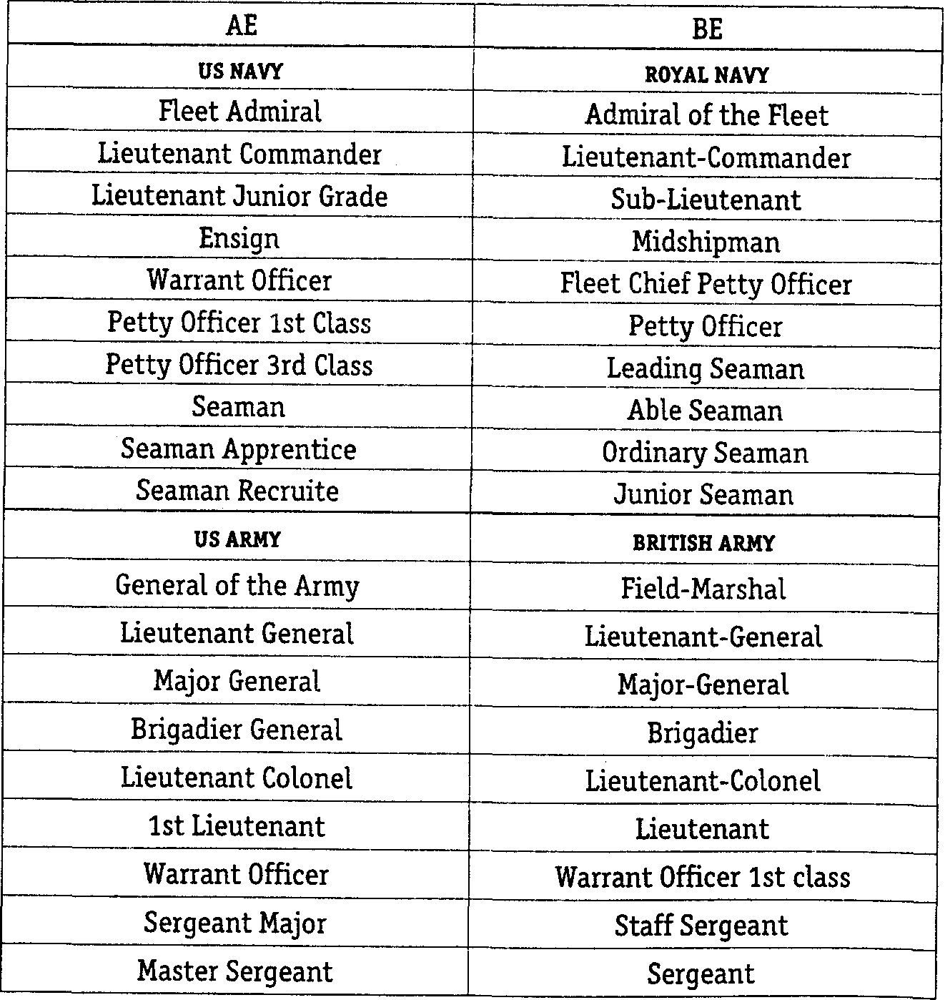 AE BE
US NAVY ROYAL NAVY
Fleet Admiral Admiral of the Fleet
Lieutenant Commander Lieutenant-Commander
Lieutenant Junior Grade Sub-Lieutenant
Ensign Midshipman
Warrant Officer Fleet Chief Petty Officer
Petty Officer 1st Class Petty Officer
Petty Officer 3rd Class Leading Seaman
Seaman Able Seaman
Seaman Apprentice Ordinary Seaman
Seaman Recruite Junior Seaman
US ARMY BRITISH ARMY
General of the Army Field-Marshal
Lieutenant General Lieutenant-General
Major General Major-General
Brigadier General Brigadier
Lieutenant Colonel Lieutenant-Colonel
1st Lieutenant Lieutenant
Warrant Officer Warrant Officer 1st class
Sergeant Major Staff Sergeant
Master Sergeant Sergeant